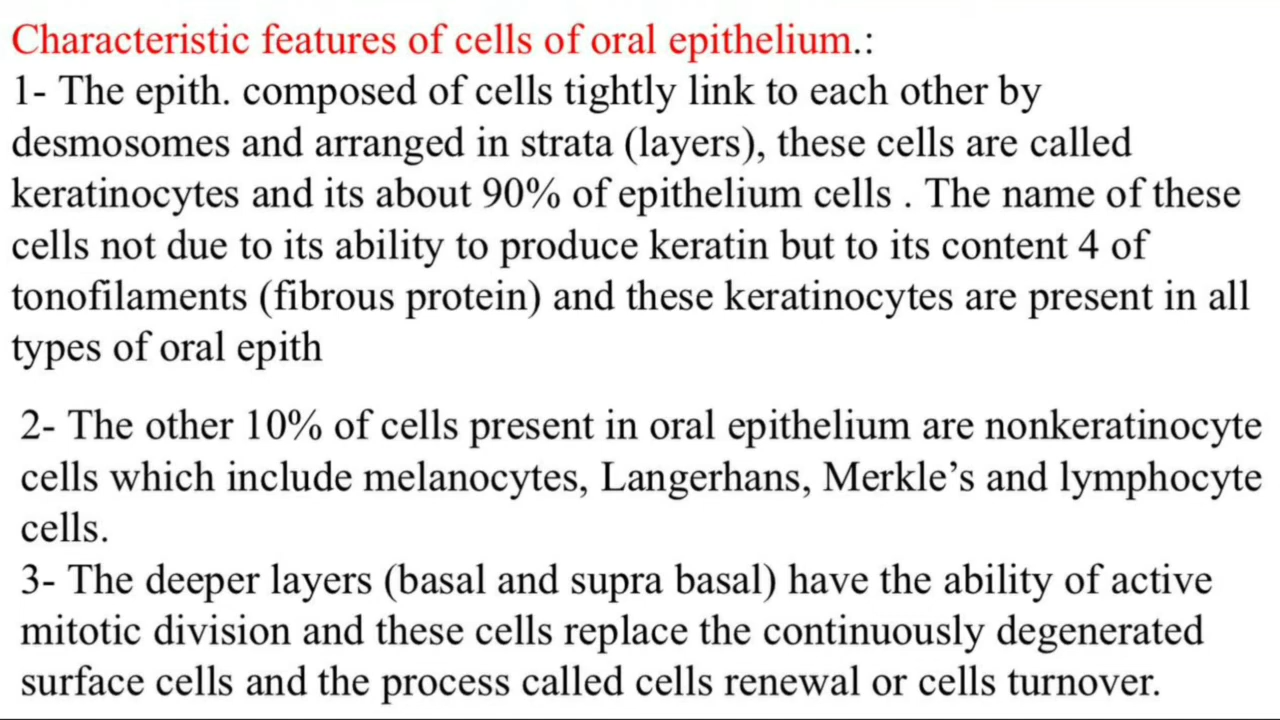 Characteristic features of cells of oral epithelium.:
1- The epith. composed of cells tightly link to each other by
desmosomes and arranged in strata (layers), these cells are called
keratinocytes and its about 90% of epithelium cells . The name of these
cells not due to its ability to produce keratin but to its content 4 of
tonofilaments (fibrous protein) and these keratinocytes are present in all
types of oral epith
2- The other 10% of cells present in oral epithelium are nonkeratinocyte
cells which include melanocytes, Langerhans, Merkle’s and lymphocyte
cells.
3- The deeper layers (basal and supra basal) have the ability of active
mitotic division and these cells replace the continuously degenerated
surface cells and the process called cells renewal or cells turnover.